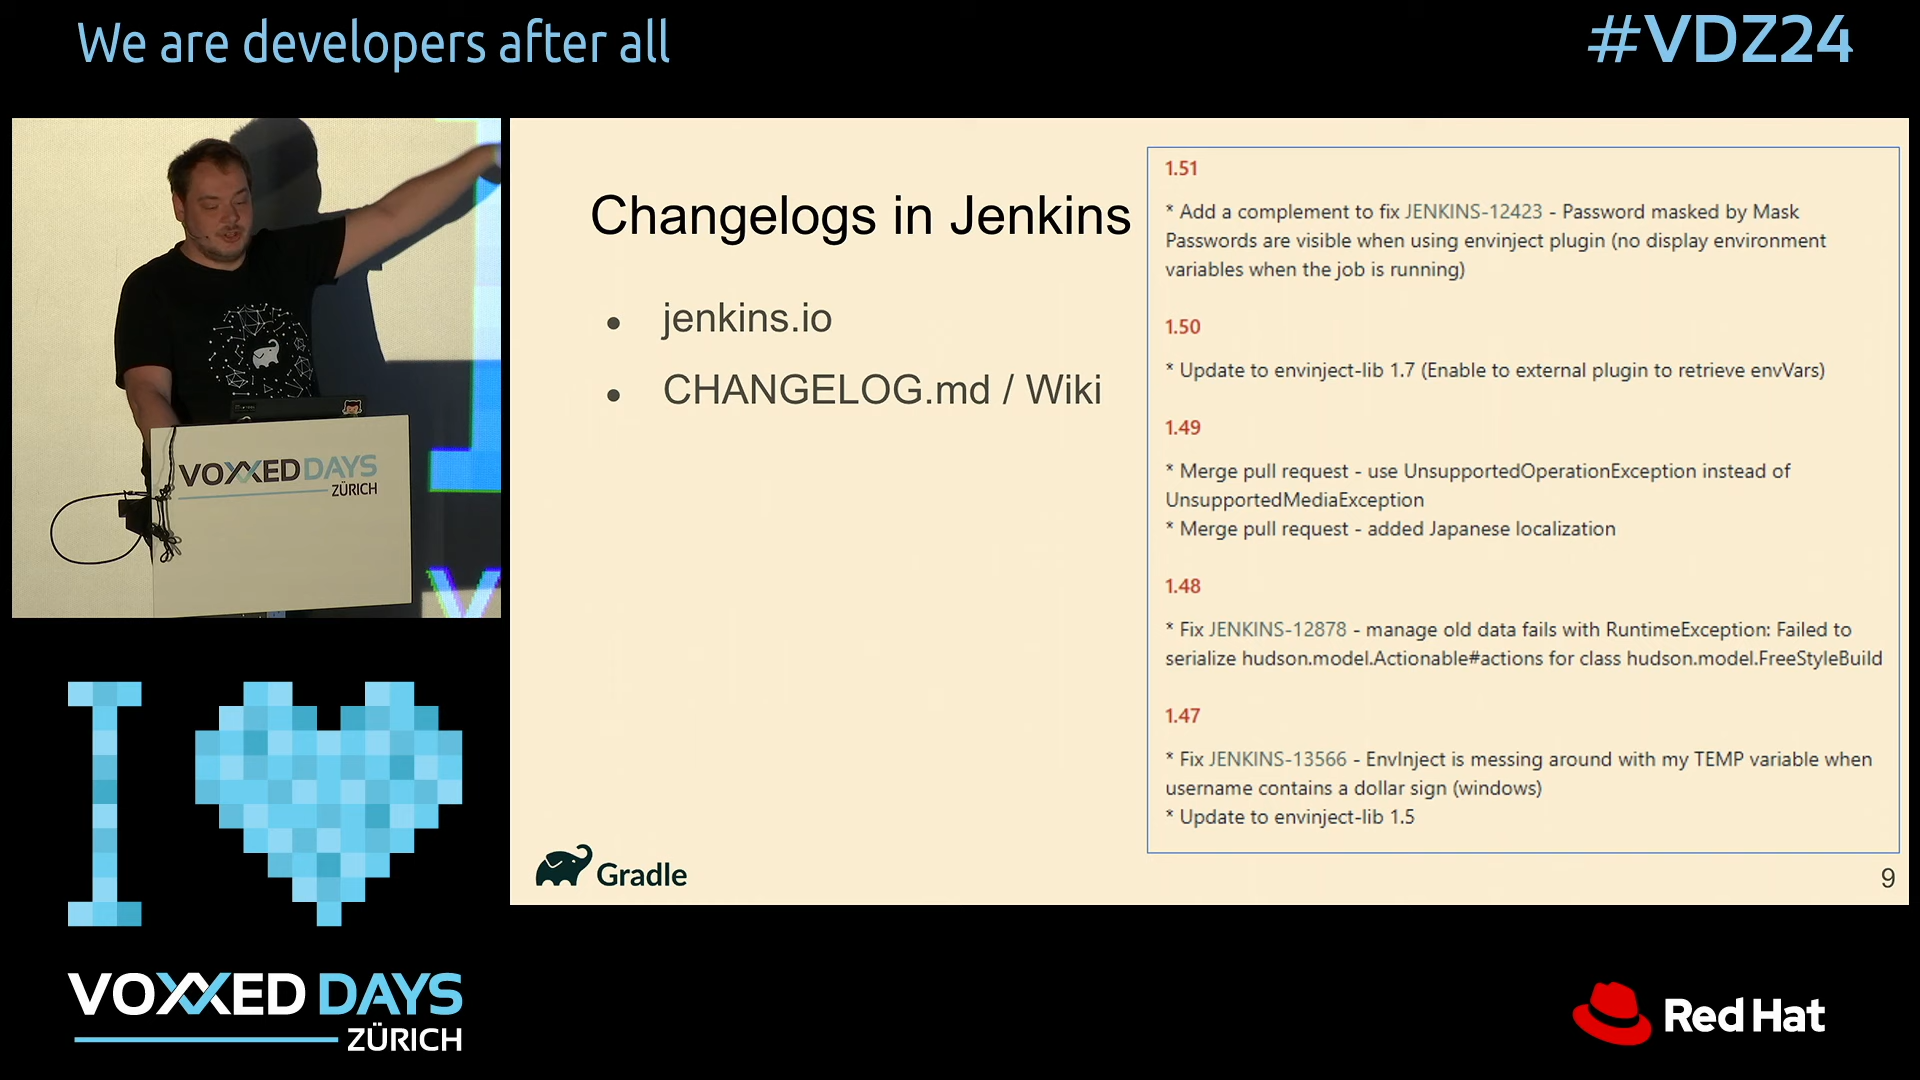 We are developers after all
#VDZ24
VOXXED DAYS
ZÜRICH
Changelogs in Jenkins
● jenkins.io
● CHANGELOG.md / Wiki
1.51
* Add a complement to fix JENKINS-12423 - Password masked by Mask
Passwords are visible when using envinject plugin (no display environment
variables when the job is running)
1.50
* Update to envinject-lib 1.7 (Enable to external plugin to retrieve envVars)
1.49
* Merge pull request - use UnsupportedOperationException instead of
UnsupportedMediaException
* Merge pull request - added Japanese localization
1.48
* Fix JENKINS-12878 - manage old data fails with RuntimeException: Failed to
serialize hudson.model.Actionable#actions for class hudson.model.FreeStyleBuild
1.47
* Fix JENKINS-13566 - EnvInject is messing around with my TEMP variable when
username contains a dollar sign (windows)
* Update to envinject-lib 1.5
Gradle
9
I
VOXXED DAYS
ZÜRICH
Red Hat